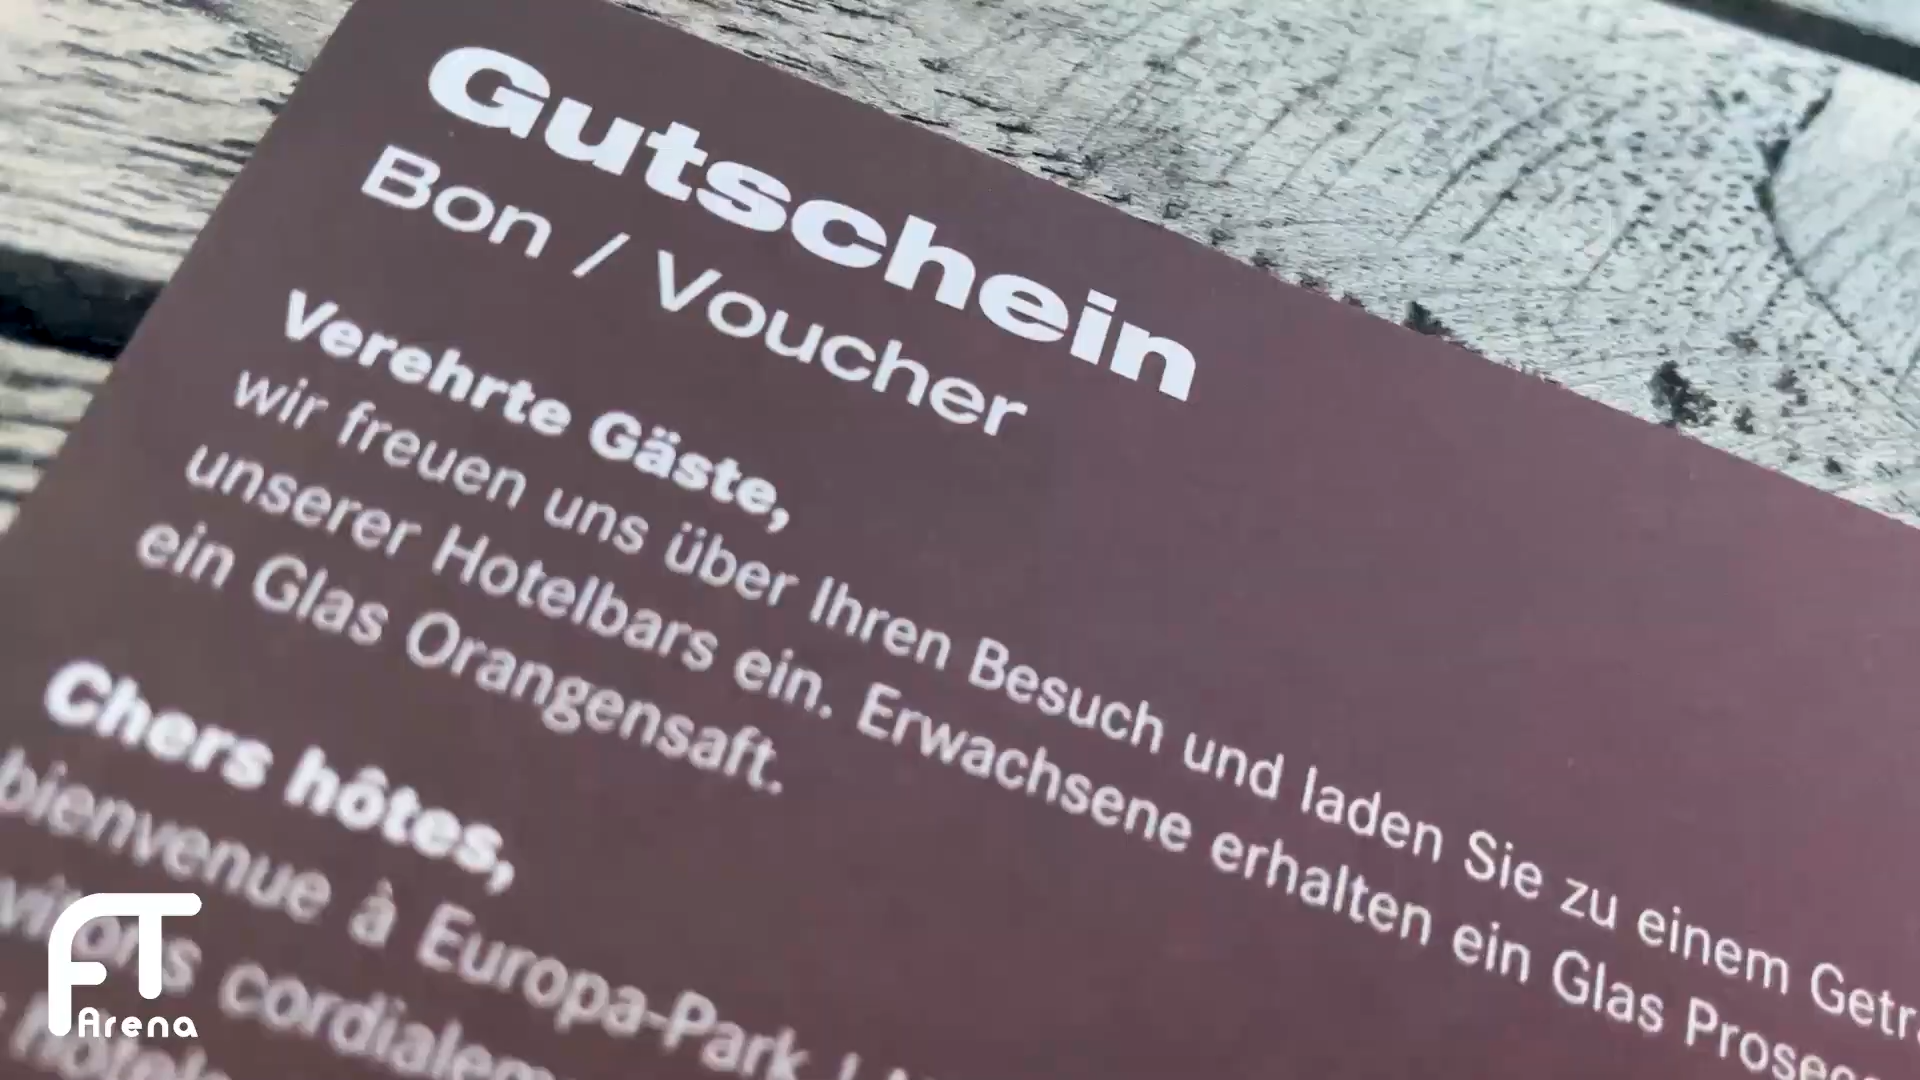 Gutschein
Bon / Voucher
Verehrte Gäste,
wir freuen uns über Ihren Besuch und laden Sie zu einem
unserer Hotelbars ein. Erwachsene erhalten ein Glas
ein Glas Orangensaft.
Chers hôtes,
bienvenue à Europa-Park
cordialem
FT
Arena